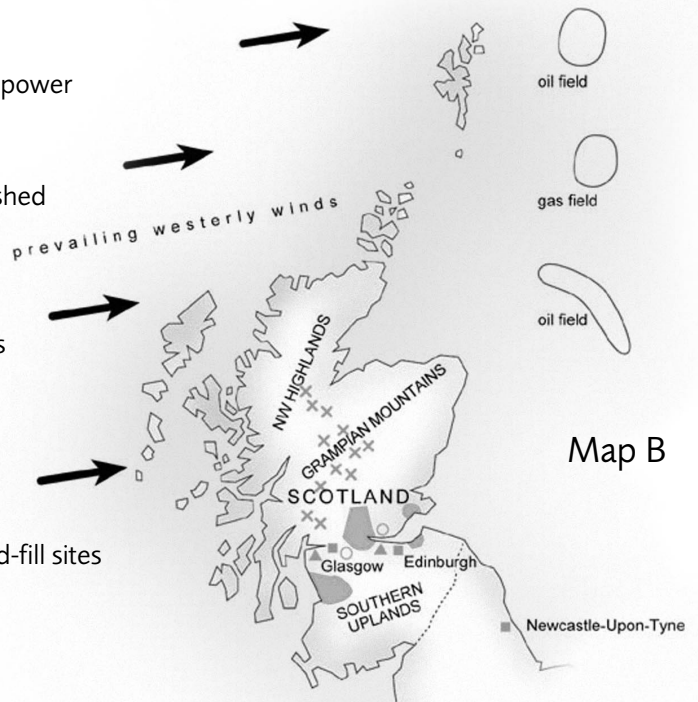 power
shed
s
d-fill sites
oil field
gas field
oil field
prevailing westerly winds
NW HIGHLANDS
GRAMPIAN MOUNTAINS
SCOTLAND
Glasgow
Edinburgh
SOUTHERN
UPLANDS
Newcastle-Upon-Tyne
Map B